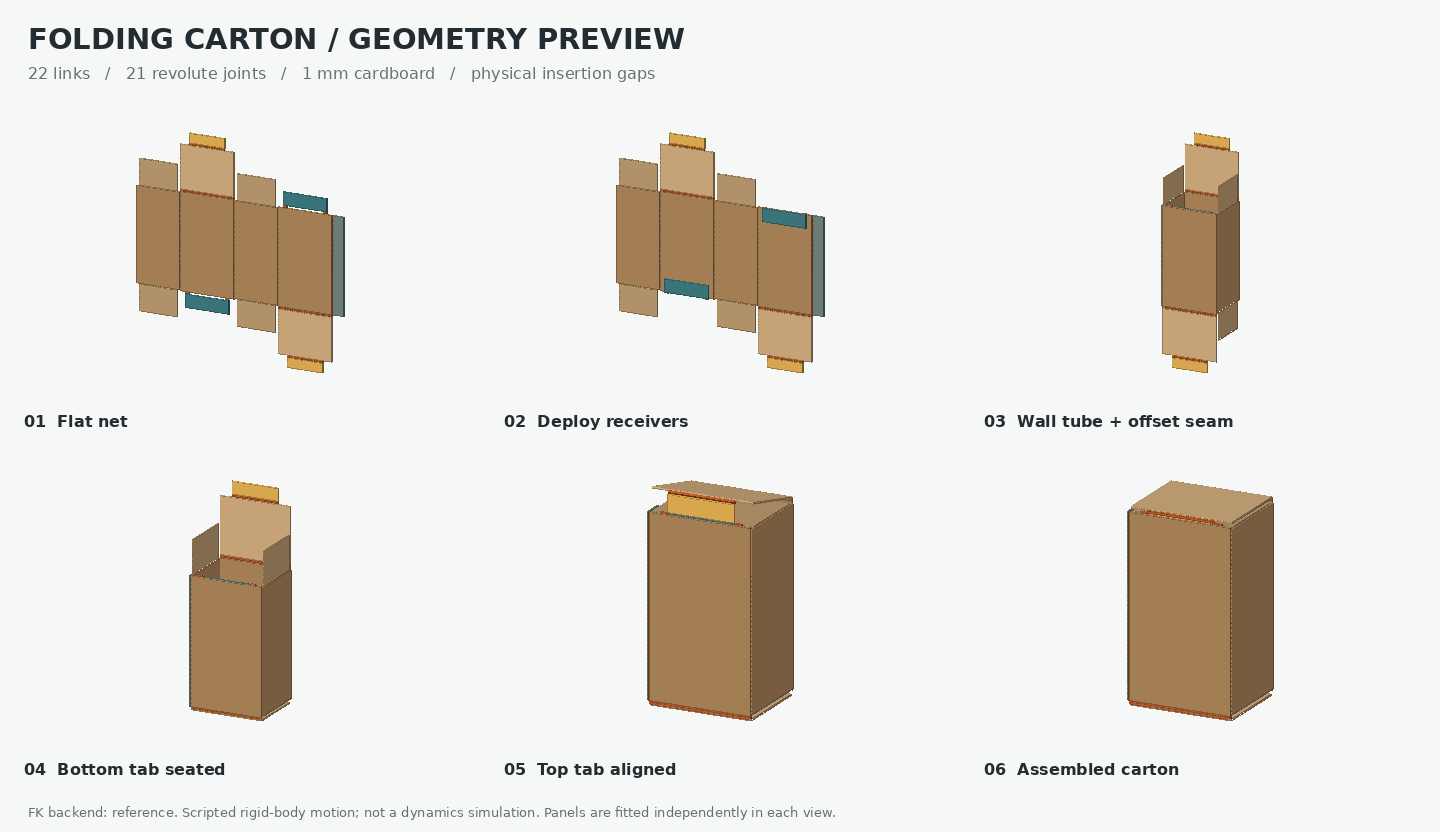 FOLDING CARTON / GEOMETRY PREVIEW
22 links / 21 revolute joints / 1 mm cardboard / physical insertion gaps
01 Flat net
02 Deploy receivers
03 Wall tube + offset seam
04 Bottom tab seated
05 Top tab aligned
06 Assembled carton
FK backend: reference. Scripted rigid-body motion; not a dynamics simulation. Panels are fitted independently in each view.